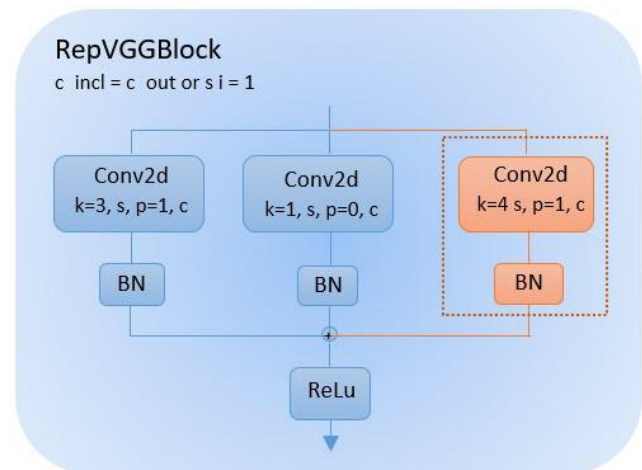 RepVGGBlock
c incl = c out or s i = 1
Conv2d
k=3, s, p=1, c
Conv2d
k=1, s, p=0, c
Conv2d
k=4 s, p=1, c
BN
BN
BN
+
ReLu